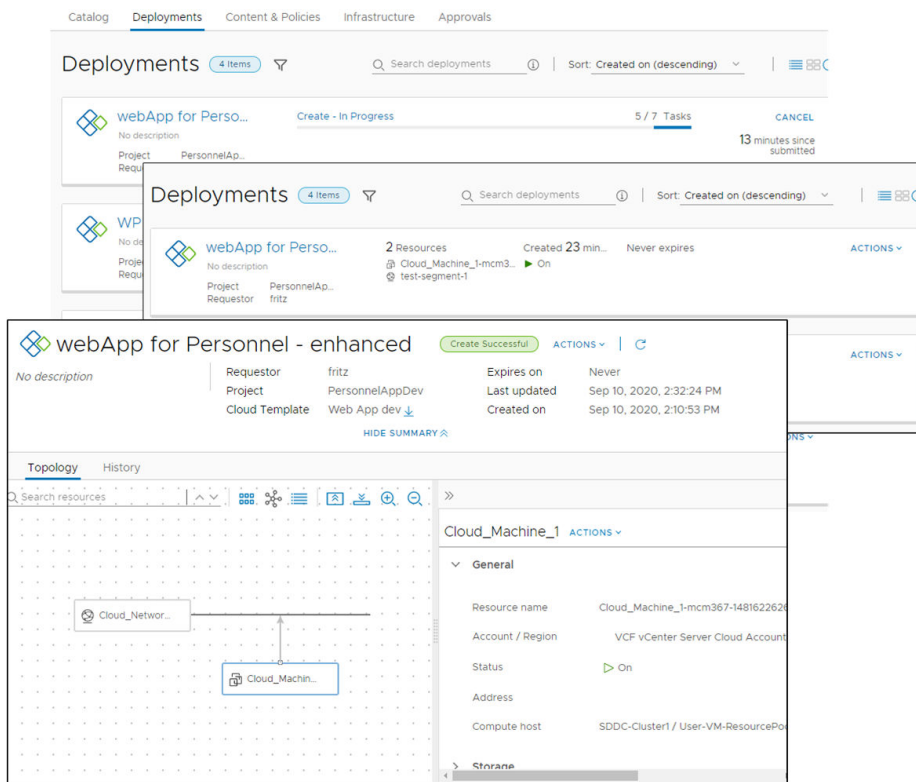 Catalog Deployments Content & Policies Infrastructure Approvals
Deployments 4 Items Search deployments Sort: Created on (descending)
webApp for Perso... Create - In Progress 5 / 7 Tasks CANCEL
No description 13 minutes since
submitted
Project PersonnelAp...
Requ
WP
No de
Proje
Deployments 4 Items Search deployments Sort: Created on (descending)
webApp for Perso... 2 Resources Created 23 min... Never expires ACTIONS
No description Cloud_Machine_1-mcm3... On
test-segment-1
Project PersonnelAp...
Requestor fritz
ACTIONS
webApp for Personnel - enhanced Create Successful ACTIONS
No description Requestor fritz Expires on Never
Project PersonnelAppDev Last updated Sep 10, 2020, 2:32:24 PM
Cloud Template Web App dev Created on Sep 10, 2020, 2:10:53 PM
HIDE SUMMARY
Topology History
Search resources
Cloud_Machine_1 ACTIONS
General
Cloud_Networ...
Cloud_Machin...
Resource name Cloud_Machine_1-mcm367-1481622626
Account / Region VCF vCenter Server Cloud Account
Status On
Address
Compute host SDDC-Cluster1 / User-VM-ResourcePo
Storage